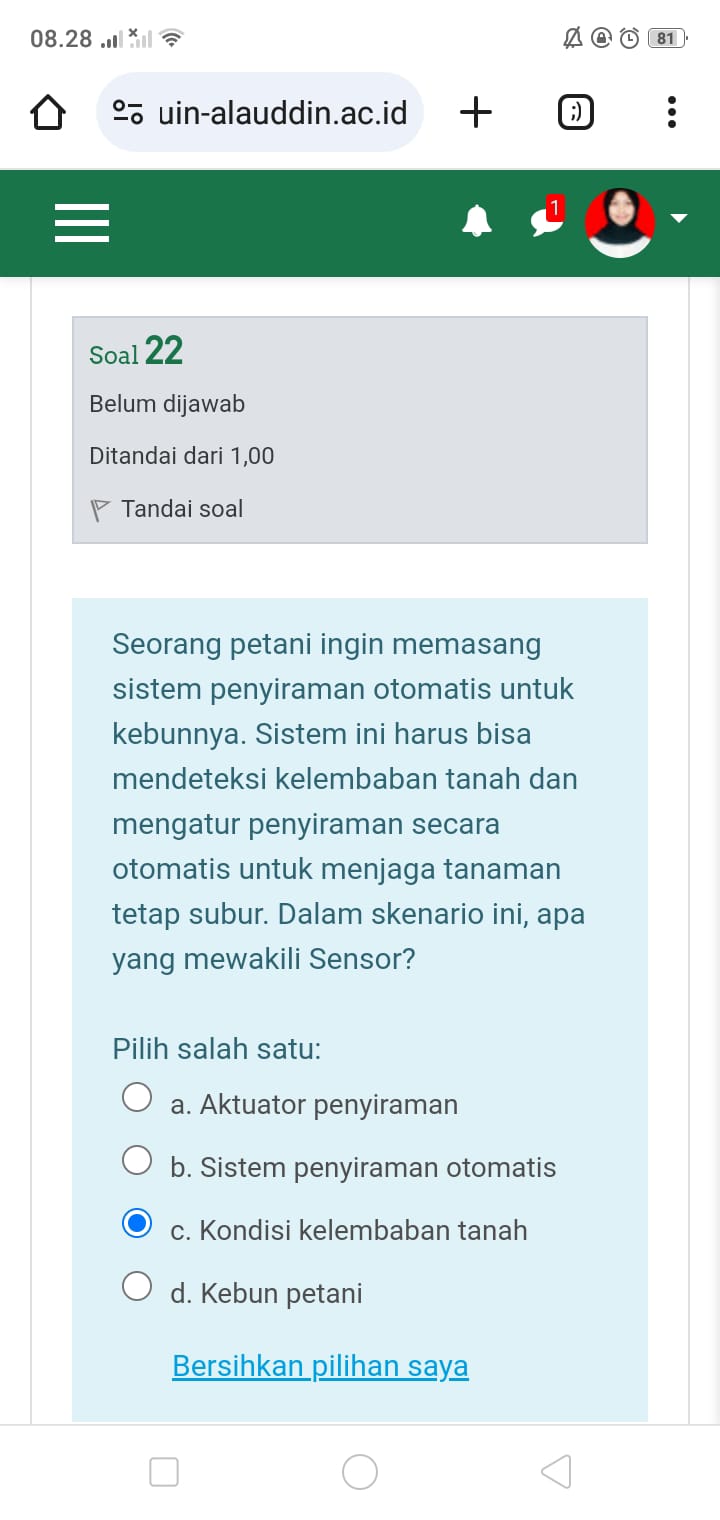 08.28
81
uin-alauddin.ac.id
:)
1
Soal 22
Belum dijawab
Ditandai dari 1,00
Tandai soal
Seorang petani ingin memasang
sistem penyiraman otomatis untuk
kebunnya. Sistem ini harus bisa
mendeteksi kelembaban tanah dan
mengatur penyiraman secara
otomatis untuk menjaga tanaman
tetap subur. Dalam skenario ini, apa
yang mewakili Sensor?
Pilih salah satu:
a. Aktuator penyiraman
b. Sistem penyiraman otomatis
c. Kondisi kelembaban tanah
d. Kebun petani
Bersihkan pilihan saya